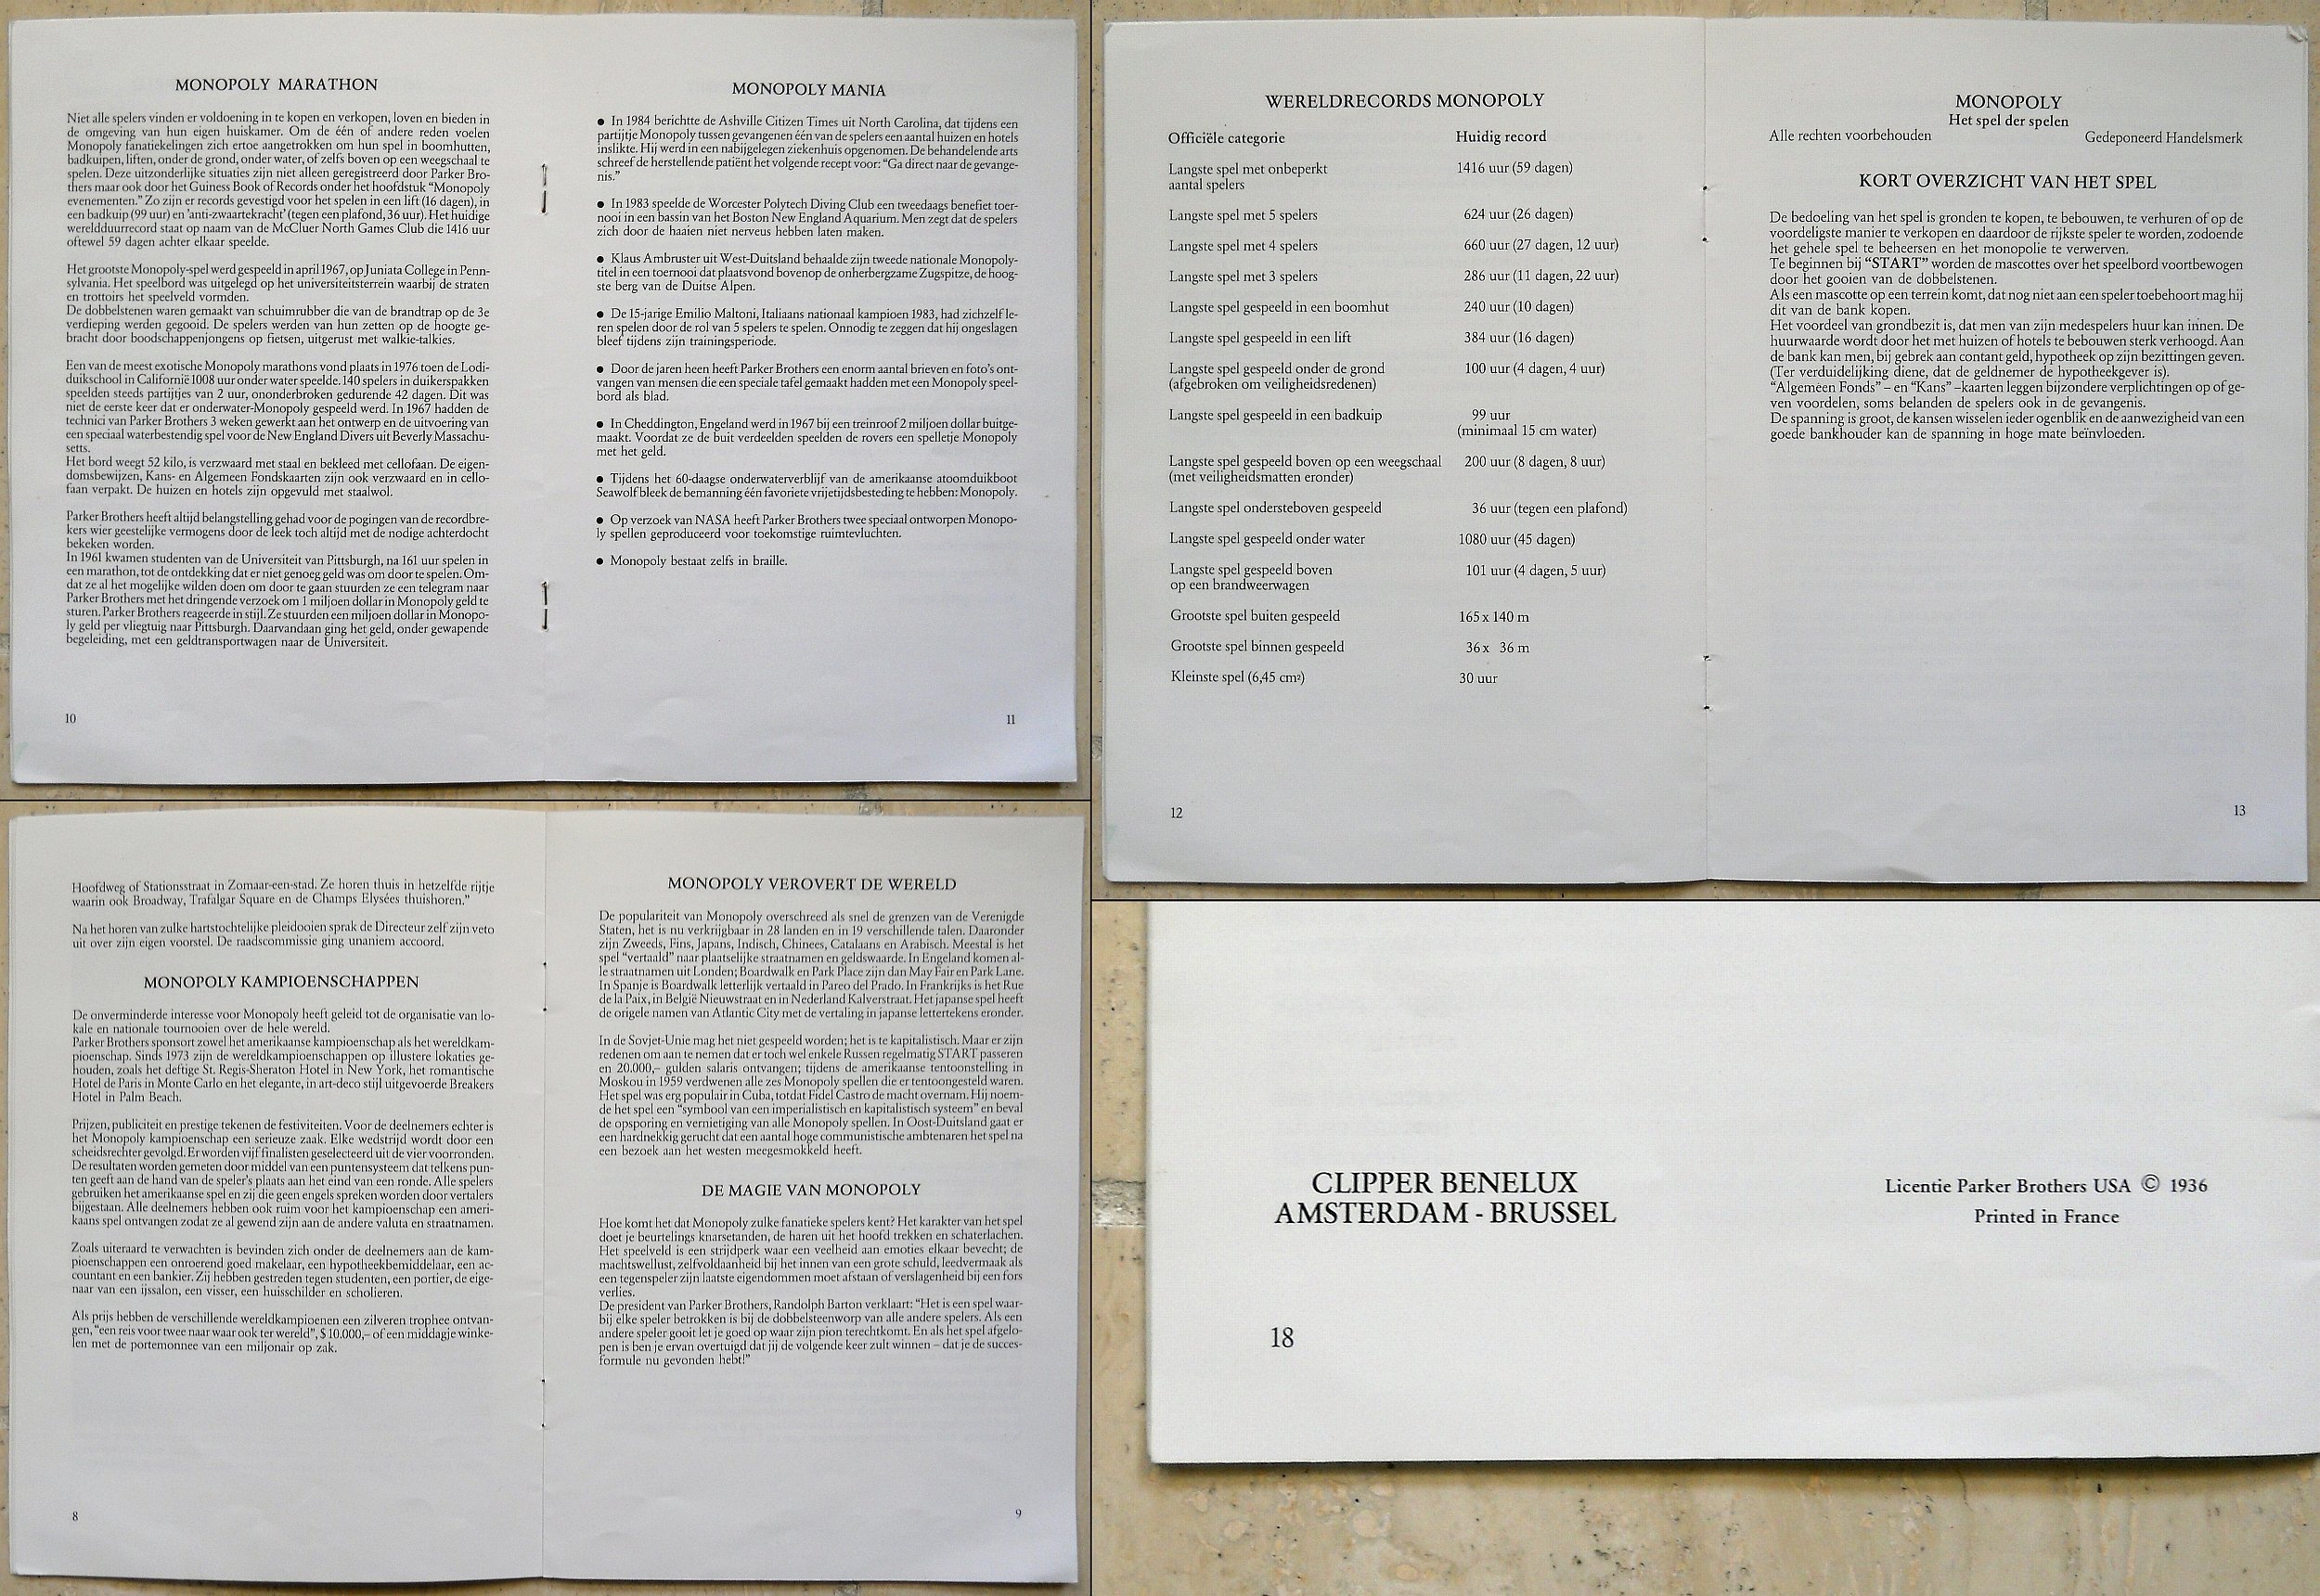 MONOPOLY MARATHON
Niet alle spelers vinden er voldoening in te kopen en verkopen, loven en bieden in
de omgeving van hun eigen huiskamer. Om de één of andere reden voelen
Monopoly fanatiekelingen zich ertoe aangetrokken om hun spel in boomhutten,
badkuipen, liften, onder de grond, onder water, of zelfs boven op een weegschaal te
spelen. Deze uitzonderlijke situaties zijn niet alleen geregistreerd door Parker Bro-
thers maar ook door het Guiness Book of Records onder het hoofdstuk “Monopoly
evenementen.” Zo zijn er records gevestigd voor het spelen in een lift (16 dagen), in
een badkuip (99 uur) en 'anti-zwaartekracht' (tegen een plafond, 36 uur). Het huidige
wereldduurrecord staat op naam van de McCluer North Games Club die 1416 uur
oftewel 59 dagen achter elkaar speelde.
Het grootste Monopoly-spel werd gespeeld in april 1967, op Juniata College in Penn-
sylvania. Het speelbord was uitgelegd op het universiteitsterrein waarbij de straten
en trottoirs het speelveld vormden.
De dobbelstenen waren gemaakt van schuimrubber die van de brandtrap op de 3e
verdieping werden gegooid. De spelers werden van hun zetten op de hoogte ge-
bracht door boodschappenjongens op fietsen, uitgerust met walkie-talkies.
Een van de meest exotische Monopoly marathons vond plaats in 1976 toen de Lodi-
duikschool in Californië 1008 uur onder water speelde. 140 spelers in duikerspakken
speelden steeds partijtjes van 2 uur, ononderbroken gedurende 42 dagen. Dit was
niet de eerste keer dat er onderwater-Monopoly gespeeld werd. In 1967 hadden de
technici van Parker Brothers 3 weken gewerkt aan het ontwerp en de uitvoering van
een speciaal waterbestendig spel voor de New England Divers uit Beverly Massachu-
setts.
Het bord weegt 52 kilo, is verzwaard met staal en bekleed met cellofaan. De eigen-
domsbewijzen, Kans- en Algemeen Fondskaarten zijn ook verzwaard en in cello-
faan verpakt. De huizen en hotels zijn opgevuld met staalwol.
Parker Brothers heeft altijd belangstelling gehad voor de pogingen van de recordbre-
kers wier geestelijke vermogens door de leek toch altijd met de nodige achterdocht
bekeken worden.
In 1961 kwamen studenten van de Universiteit van Pittsburgh, na 161 uur spelen in
een marathon, tot de ontdekking dat er niet genoeg geld was om door te spelen. Om-
dat ze al het mogelijke wilden doen om door te gaan stuurden ze een telegram naar
Parker Brothers met het dringende verzoek om 1 miljoen dollar in Monopoly geld te
sturen. Parker Brothers reageerde in stijl. Ze stuurden een miljoen dollar in Monopo-
ly geld per vliegtuig naar Pittsburgh. Daarvandaan ging het geld, onder gewapende
begeleiding, met een geldtransportwagen naar de Universiteit.
10
MONOPOLY MANIA
● In 1984 berichtte de Ashville Citizen Times uit North Carolina, dat tijdens een
partijtje Monopoly tussen gevangenen één van de spelers een aantal huizen en hotels
inslikte. Hij werd in een nabijgelegen ziekenhuis opgenomen. De behandelende arts
schreef de herstellende patiënt het volgende recept voor: “Ga direct naar de gevange-
nis.”
● In 1983 speelde de Worcester Polytech Diving Club een tweedaags benefiet toer-
nooi in een bassin van het Boston New England Aquarium. Men zegt dat de spelers
zich door de haaien niet nerveus hebben laten maken.
● Klaus Ambruster uit West-Duitsland behaalde zijn tweede nationale Monopoly-
titel in een toernooi dat plaatsvond bovenop de onherbergzame Zugspitze, de hoog-
ste berg van de Duitse Alpen.
● De 15-jarige Emilio Maltoni, Italiaans nationaal kampioen 1983, had zichzelf le-
ren spelen door de rol van 5 spelers te spelen. Onnodig te zeggen dat hij ongeslagen
bleef tijdens zijn trainingsperiode.
● Door de jaren heen heeft Parker Brothers een enorm aantal brieven en foto's ont-
vangen van mensen die een speciale tafel gemaakt hadden met een Monopoly speel-
bord als blad.
● In Cheddington, Engeland werd in 1967 bij een treinroof 2 miljoen dollar buitge-
maakt. Voordat ze de buit verdeelden speelden de rovers een spelletje Monopoly
met het geld.
● Tijdens het 60-daagse onderwaterverblijf van de amerikaanse atoomduikboot
Seawolf bleek de bemanning één favoriete vrijetijdsbesteding te hebben: Monopoly.
● Op verzoek van NASA heeft Parker Brothers twee speciaal ontworpen Monopo-
ly spellen geproduceerd voor toekomstige ruimtevluchten.
● Monopoly bestaat zelfs in braille.
11
WERELDRECORDS MONOPOLY
Officiële categorie Huidig record
Langste spel met onbeperkt 1416 uur (59 dagen)
aantal spelers
Langste spel met 5 spelers 624 uur (26 dagen)
Langste spel met 4 spelers 660 uur (27 dagen, 12 uur)
Langste spel met 3 spelers 286 uur (11 dagen, 22 uur)
Langste spel gespeeld in een boomhut 240 uur (10 dagen)
Langste spel gespeeld in een lift 384 uur (16 dagen)
Langste spel gespeeld onder de grond 100 uur (4 dagen, 4 uur)
(afgebroken om veiligheidsredenen)
Langste spel gespeeld in een badkuip 99 uur
(minimaal 15 cm water)
Langste spel gespeeld boven op een weegschaal 200 uur (8 dagen, 8 uur)
(met veiligheidsmatten eronder)
Langste spel ondersteboven gespeeld 36 uur (tegen een plafond)
Langste spel gespeeld onder water 1080 uur (45 dagen)
Langste spel gespeeld boven 101 uur (4 dagen, 5 uur)
op een brandweerwagen
Grootste spel buiten gespeeld 165 x 140 m
Grootste spel binnen gespeeld 36 x 36 m
Kleinste spel (6,45 cm²) 30 uur
12
MONOPOLY
Het spel der spelen
Alle rechten voorbehouden Gedeponeerd Handelsmerk
KORT OVERZICHT VAN HET SPEL
De bedoeling van het spel is gronden te kopen, te bebouwen, te verhuren of op de
voordeligste manier te verkopen en daardoor de rijkste speler te worden, zodoende
het gehele spel te beheersen en het monopolie te verwerven.
Te beginnen bij “START” worden de mascottes over het speelbord voortbewogen
door het gooien van de dobbelstenen.
Als een mascotte op een terrein komt, dat nog niet aan een speler toebehoort mag hij
dit van de bank kopen.
Het voordeel van grondbezit is, dat men van zijn medespelers huur kan innen. De
huurwaarde wordt door het met huizen of hotels te bebouwen sterk verhoogd. Aan
de bank kan men, bij gebrek aan contant geld, hypotheek op zijn bezittingen geven.
(Ter verduidelijking diene, dat de geldnemer de hypotheekgever is).
“Algemeen Fonds” – en “Kans” –kaarten leggen bijzondere verplichtingen op of ge-
ven voordelen, soms belanden de spelers ook in de gevangenis.
De spanning is groot, de kansen wisselen ieder ogenblik en de aanwezigheid van een
goede bankhouder kan de spanning in hoge mate beïnvloeden.
13
Hoofdweg of Stationsstraat in Zomaar-een-stad. Ze horen thuis in hetzelfde rijtje
waarin ook Broadway, Trafalgar Square en de Champs Elysées thuishoren.”
Na het horen van zulke hartstochtelijke pleidooien sprak de Directeur zelf zijn veto
uit over zijn eigen voorstel. De raadscommissie ging unaniem accoord.
MONOPOLY KAMPIOENSCHAPPEN
De onverminderde interesse voor Monopoly heeft geleid tot de organisatie van lo-
kale en nationale tournooien over de hele wereld.
Parker Brothers sponsort zowel het amerikaanse kampioenschap als het wereldkam-
pioenschap. Sinds 1973 zijn de wereldkampioenschappen op illustere lokaties ge-
houden, zoals het deftige St. Regis-Sheraton Hotel in New York, het romantische
Hotel de Paris in Monte Carlo en het elegante, in art-deco stijl uitgevoerde Breakers
Hotel in Palm Beach.
Prijzen, publiciteit en prestige tekenen de festiviteiten. Voor de deelnemers echter is
het Monopoly kampioenschap een serieuze zaak. Elke wedstrijd wordt door een
scheidsrechter gevolgd. Er worden vijf finalisten geselecteerd uit de vier voorronden.
De resultaten worden gemeten door middel van een puntensysteem dat telkens pun-
ten geeft aan de hand van de speler's plaats aan het eind van een ronde. Alle spelers
gebruiken het amerikaanse spel en zij die geen engels spreken worden door vertalers
bijgestaan. Alle deelnemers hebben ook ruim voor het kampioenschap een ameri-
kaans spel ontvangen zodat ze al gewend zijn aan de andere valuta en straatnamen.
Zoals uiteraard te verwachten is bevinden zich onder de deelnemers aan de kam-
pioenschappen een onroerend goed makelaar, een hypotheekbemiddelaar, een ac-
countant en een bankier. Zij hebben gestreden tegen studenten, een portier, de eige-
naar van een ijssalon, een visser, een huisschilder en scholieren.
Als prijs hebben de verschillende wereldkampioenen een zilveren trophee ontvan-
gen, “een reis voor twee naar waar ook ter wereld”, $ 10.000,– of een middagje winke-
len met de portemonnee van een miljonair op zak.
8
MONOPOLY VEROVERT DE WERELD
De populariteit van Monopoly overschreed als snel de grenzen van de Verenigde
Staten, het is nu verkrijgbaar in 28 landen en in 19 verschillende talen. Daaronder
zijn Zweeds, Fins, Japans, Indisch, Chinees, Catalaans en Arabisch. Meestal is het
spel “vertaald” naar plaatselijke straatnamen en geldswaarde. In Engeland komen al-
le straatnamen uit Londen; Boardwalk en Park Place zijn dan May Fair en Park Lane.
In Spanje is Boardwalk letterlijk vertaald in Pareo del Prado. In Frankrijks is het Rue
de la Paix, in België Nieuwstraat en in Nederland Kalverstraat. Het japanse spel heeft
de origele namen van Atlantic City met de vertaling in japanse lettertekens eronder.
In de Sovjet-Unie mag het niet gespeeld worden; het is te kapitalistisch. Maar er zijn
redenen om aan te nemen dat er toch wel enkele Russen regelmatig START passeren
en 20.000,– gulden salaris ontvangen; tijdens de amerikaanse tentoonstelling in
Moskou in 1959 verdwenen alle zes Monopoly spellen die er tentoongesteld waren.
Het spel was erg populair in Cuba, totdat Fidel Castro de macht overnam. Hij noem-
de het spel een “symbool van een imperialistisch en kapitalistisch systeem” en beval
de opsporing en vernietiging van alle Monopoly spellen. In Oost-Duitsland gaat er
een hardnekkig gerucht dat een aantal hoge communistische ambtenaren het spel na
een bezoek aan het westen meegesmokkeld heeft.
DE MAGIE VAN MONOPOLY
Hoe komt het dat Monopoly zulke fanatieke spelers kent? Het karakter van het spel
doet je beurtelings knarsetanden, de haren uit het hoofd trekken en schaterlachen.
Het speelveld is een strijdperk waar een veelheid aan emoties elkaar bevecht; de
machtswellust, zelfvoldaanheid bij het innen van een grote schuld, leedvermaak als
een tegenspeler zijn laatste eigendommen moet afstaan of verslagenheid bij een fors
verlies.
De president van Parker Brothers, Randolph Barton verklaart: “Het is een spel waar-
bij elke speler betrokken is bij de dobbelsteenworp van alle andere spelers. Als een
andere speler gooit let je goed op waar zijn pion terechtkomt. En als het spel afgelo-
pen is ben je ervan overtuigd dat jij de volgende keer zult winnen – dat je de succes-
formule nu gevonden hebt!”
9
CLIPPER BENELUX
AMSTERDAM - BRUSSEL
Licentie Parker Brothers USA © 1936
Printed in France
18